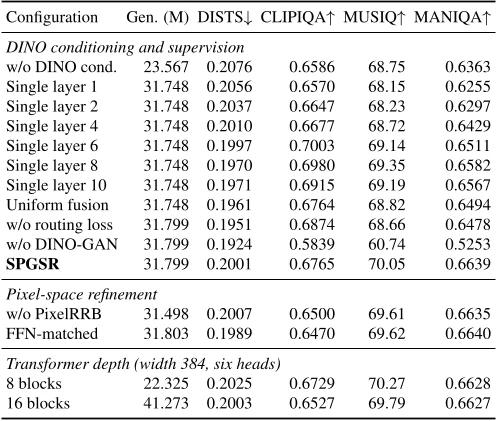 Configuration Gen. (M) DISTS↓ CLIPIQA↑ MUSIQ↑ MANIQA↑
DINO conditioning and supervision
w/o DINO cond. 23.567 0.2076 0.6586 68.75 0.6363
Single layer 1 31.748 0.2056 0.6570 68.15 0.6255
Single layer 2 31.748 0.2037 0.6647 68.23 0.6297
Single layer 4 31.748 0.2010 0.6677 68.72 0.6429
Single layer 6 31.748 0.1997 0.7003 69.14 0.6511
Single layer 8 31.748 0.1970 0.6980 69.35 0.6582
Single layer 10 31.748 0.1971 0.6915 69.19 0.6567
Uniform fusion 31.748 0.1961 0.6764 68.82 0.6494
w/o routing loss 31.799 0.1951 0.6874 68.66 0.6478
w/o DINO-GAN 31.799 0.1924 0.5839 60.74 0.5253
SPGSR 31.799 0.2001 0.6765 70.05 0.6639
Pixel-space refinement
w/o PixelRRB 31.498 0.2007 0.6500 69.61 0.6635
FFN-matched 31.803 0.1989 0.6470 69.62 0.6640
Transformer depth (width 384, six heads)
8 blocks 22.325 0.2025 0.6729 70.27 0.6628
16 blocks 41.273 0.2003 0.6527 69.79 0.6627